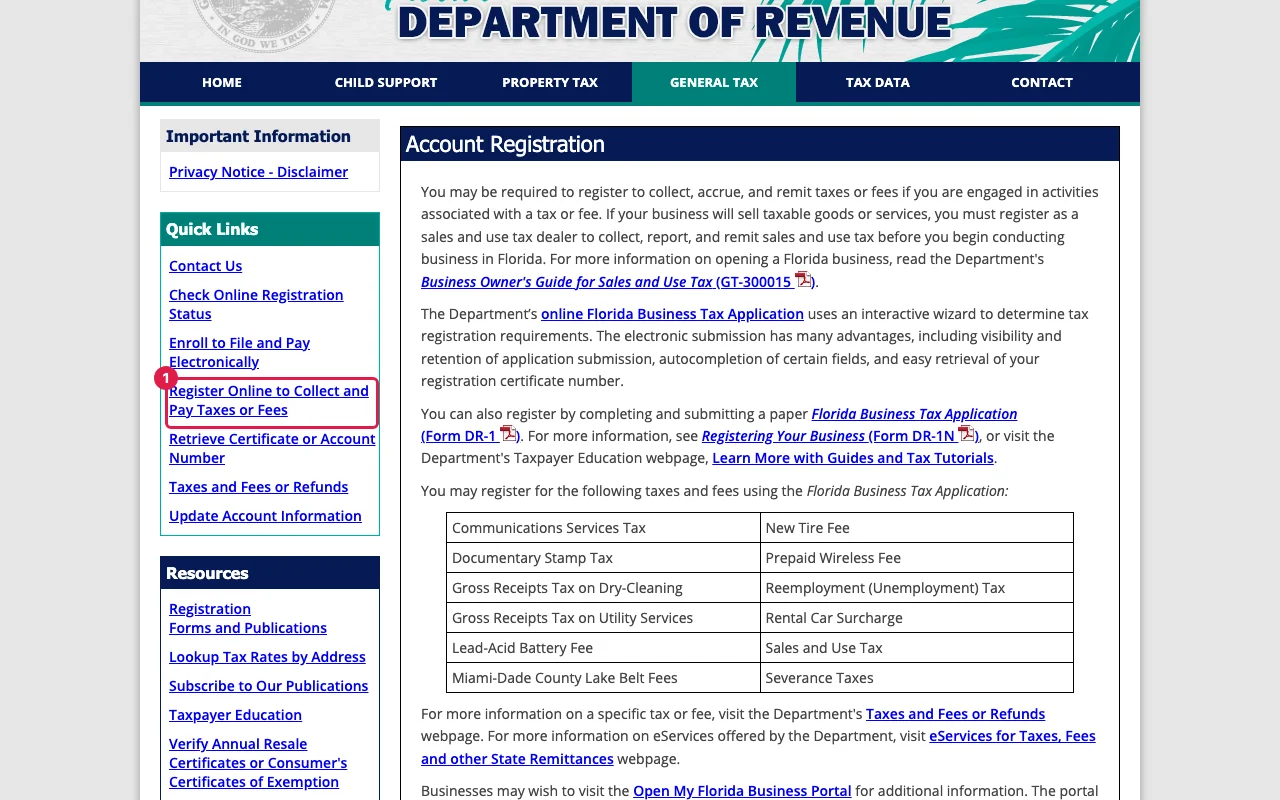 IN GOD WE TRUST
DEPARTMENT OF REVENUE
HOME
CHILD SUPPORT
PROPERTY TAX
GENERAL TAX
TAX DATA
CONTACT
Important Information
Privacy Notice - Disclaimer
Quick Links
Contact Us
Check Online Registration
Status
Enroll to File and Pay
Electronically
1
Register Online to Collect and
Pay Taxes or Fees
Retrieve Certificate or Account
Number
Taxes and Fees or Refunds
Update Account Information
Resources
Registration
Forms and Publications
Lookup Tax Rates by Address
Subscribe to Our Publications
Taxpayer Education
Verify Annual Resale
Certificates or Consumer's
Certificates of Exemption
Account Registration
You may be required to register to collect, accrue, and remit taxes or fees if you are engaged in activities
associated with a tax or fee. If your business will sell taxable goods or services, you must register as a
sales and use tax dealer to collect, report, and remit sales and use tax before you begin conducting
business in Florida. For more information on opening a Florida business, read the Department's
Business Owner's Guide for Sales and Use Tax (GT-300015 ).
The Department's online Florida Business Tax Application uses an interactive wizard to determine tax
registration requirements. The electronic submission has many advantages, including visibility and
retention of application submission, autocompletion of certain fields, and easy retrieval of your
registration certificate number.
You can also register by completing and submitting a paper Florida Business Tax Application
(Form DR-1 ). For more information, see Registering Your Business (Form DR-1N ), or visit the
Department's Taxpayer Education webpage, Learn More with Guides and Tax Tutorials.
You may register for the following taxes and fees using the Florida Business Tax Application:
Communications Services Tax
New Tire Fee
Documentary Stamp Tax
Prepaid Wireless Fee
Gross Receipts Tax on Dry-Cleaning
Reemployment (Unemployment) Tax
Gross Receipts Tax on Utility Services
Rental Car Surcharge
Lead-Acid Battery Fee
Sales and Use Tax
Miami-Dade County Lake Belt Fees
Severance Taxes
For more information on a specific tax or fee, visit the Department's Taxes and Fees or Refunds
webpage. For more information on eServices offered by the Department, visit eServices for Taxes, Fees
and other State Remittances webpage.
Businesses may wish to visit the Open My Florida Business Portal for additional information. The portal